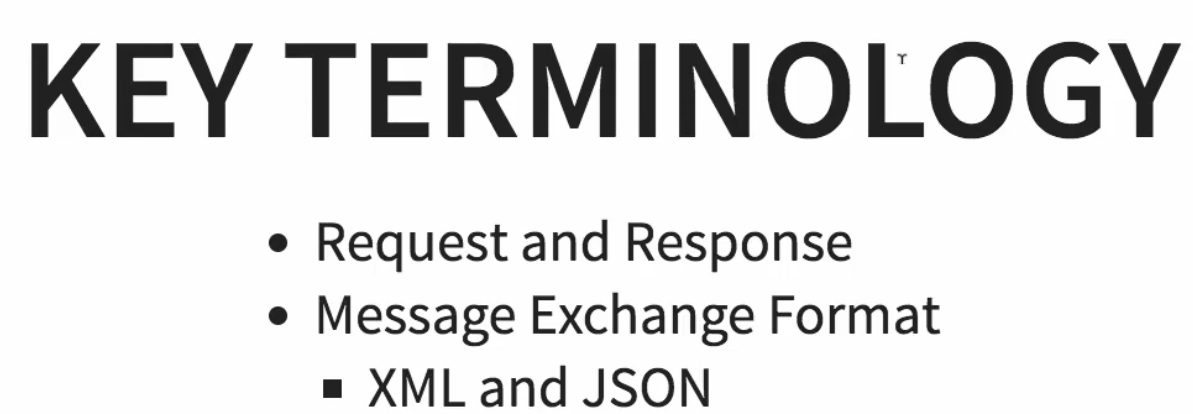 KEY TERMINOLOGY
• Request and Response
• Message Exchange Format
▪ XML and JSON